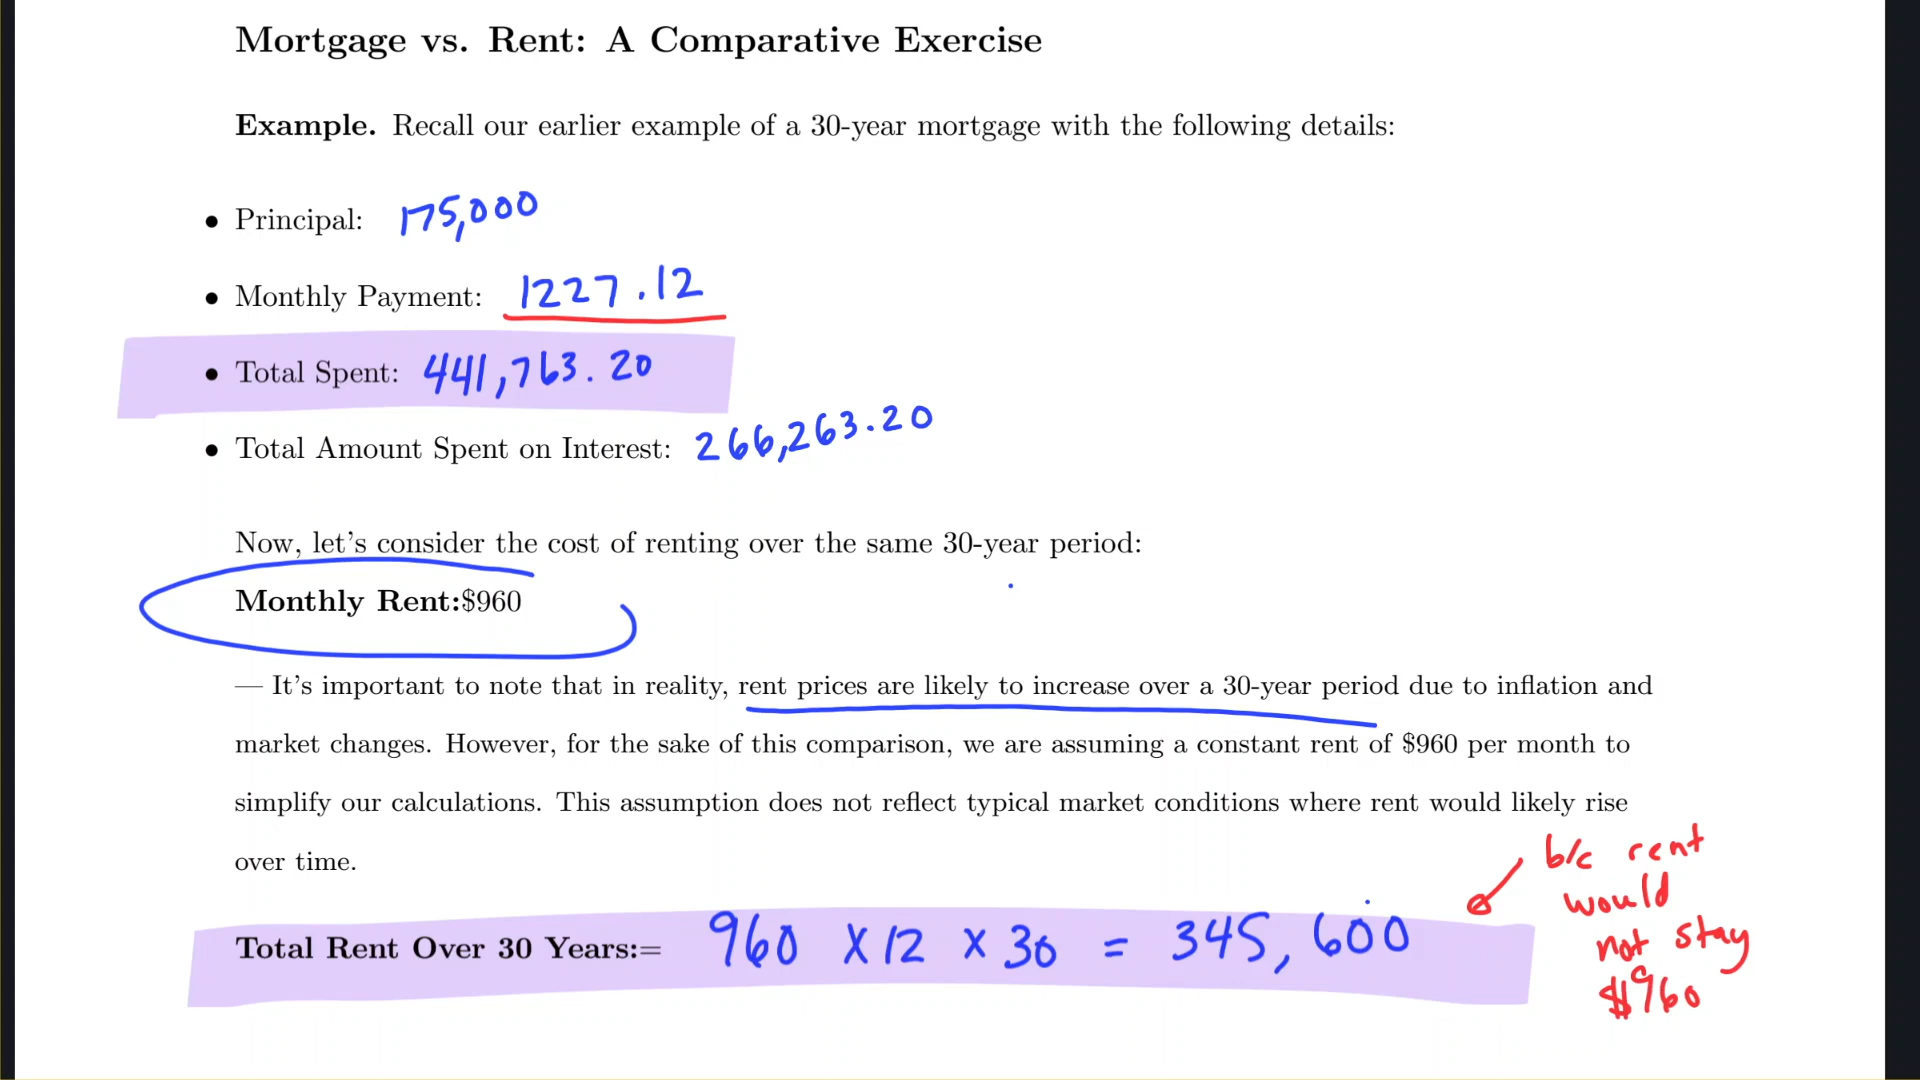 Mortgage vs. Rent: A Comparative Exercise
Example. Recall our earlier example of a 30-year mortgage with the following details:
• Principal: 175,000
• Monthly Payment: 1227.12
• Total Spent: 441,763.20
• Total Amount Spent on Interest: 266,263.20
Now, let's consider the cost of renting over the same 30-year period:
Monthly Rent:$960
— It's important to note that in reality, rent prices are likely to increase over a 30-year period due to inflation and
market changes. However, for the sake of this comparison, we are assuming a constant rent of $960 per month to
simplify our calculations. This assumption does not reflect typical market conditions where rent would likely rise
over time.
Total Rent Over 30 Years:= 960 x 12 x 30 = 345,600
b/c rent
would
not stay
$960